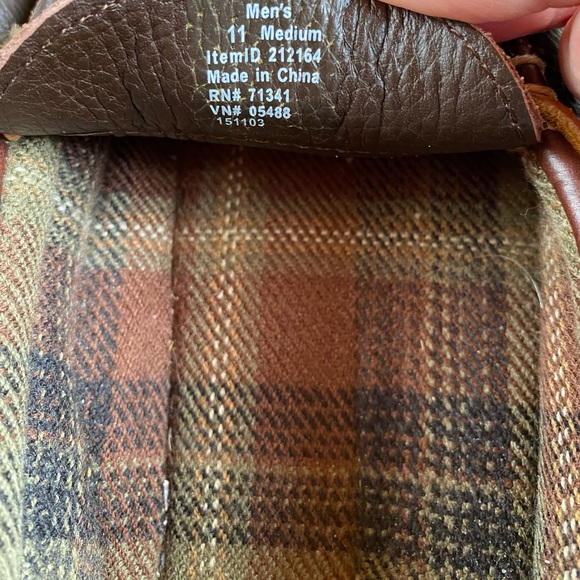 Men's
11 Medium
ItemID 212164
Made in China
RN# 71341
VN# 05488
151103